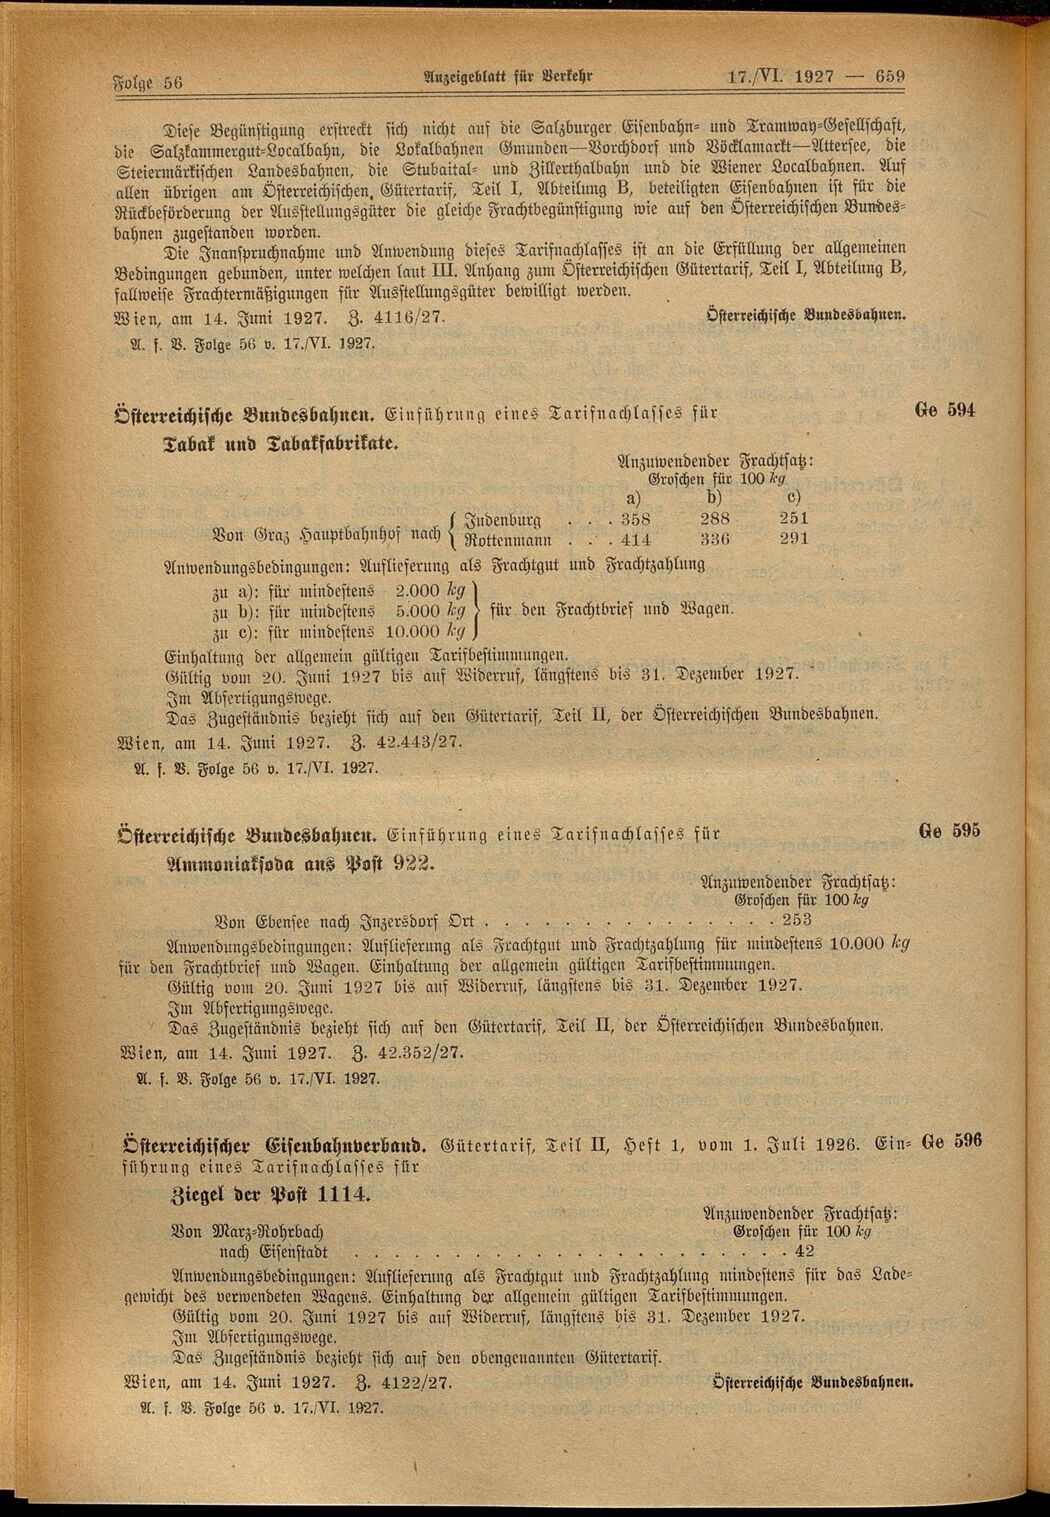 Folge 56 Anzeigeblatt für Verkehr 17./VI. 1927 — 659
Diese Begünstigung erstreckt sich nicht auf die Salzburger Eisenbahn- und Tramway-Gesellschaft,
die Salzkammergut-Localbahn, die Lokalbahnen Gmunden—Vorchdorf und Vöcklamarkt—Attersee, die
Steiermärkischen Landesbahnen, die Stubaital- und Zillerthalbahn und die Wiener Localbahnen. Auf
allen übrigen am Österreichischen Gütertarif, Teil I, Abteilung B, beteiligten Eisenbahnen ist für die
Rückbeförderung der Ausstellungsgüter die gleiche Frachtbegünstigung wie auf den Österreichischen Bundes-
bahnen zugestanden worden.
Die Inanspruchnahme und Anwendung dieses Tarifnachlasses ist an die Erfüllung der allgemeinen
Bedingungen gebunden, unter welchen laut III. Anhang zum Österreichischen Gütertarif, Teil I, Abteilung B,
fallweise Frachtermäßigungen für Ausstellungsgüter bewilligt werden.
Wien, am 14. Juni 1927. Z. 4116/27. Österreichische Bundesbahnen.
A. f. V. Folge 56 v. 17./VI. 1927.
Österreichische Bundesbahnen. Einführung eines Tarifnachlasses für Ge 594
Tabak und Tabakfabrikate.
Anzuwendender Frachtsatz:
Groschen für 100 kg
a) b) c)
Von Graz Hauptbahnhof nach { Judenburg . . . 358 288 251
Rottenmann . . . 414 336 291
Anwendungsbedingungen: Auflieferung als Frachtgut und Frachtzahlung
zu a): für mindestens 2.000 kg
zu b): für mindestens 5.000 kg } für den Frachtbrief und Wagen.
zu c): für mindestens 10.000 kg
Einhaltung der allgemein gültigen Tarifbestimmungen.
Gültig vom 20. Juni 1927 bis auf Widerruf, längstens bis 31. Dezember 1927.
Im Abfertigungswege.
Das Zugeständnis bezieht sich auf den Gütertarif, Teil II, der Österreichischen Bundesbahnen.
Wien, am 14. Juni 1927. Z. 42.443/27.
A. f. V. Folge 56 v. 17./VI. 1927.
Österreichische Bundesbahnen. Einführung eines Tarifnachlasses für Ge 595
Ammoniaksoda aus Post 922.
Anzuwendender Frachtsatz:
Groschen für 100 kg
Von Ebensee nach Inzersdorf Ort . . . . . . . . . . . . . . . 253
Anwendungsbedingungen: Auflieferung als Frachtgut und Frachtzahlung für mindestens 10.000 kg
für den Frachtbrief und Wagen. Einhaltung der allgemein gültigen Tarifbestimmungen.
Gültig vom 20. Juni 1927 bis auf Widerruf, längstens bis 31. Dezember 1927.
Im Abfertigungswege.
Das Zugeständnis bezieht sich auf den Gütertarif, Teil II, der Österreichischen Bundesbahnen.
Wien, am 14. Juni 1927. Z. 42.352/27.
A. f. V. Folge 56 v. 17./VI. 1927.
Österreichischer Eisenbahnverband. Gütertarif, Teil II, Heft 1, vom 1. Juli 1926. Ein- Ge 596
führung eines Tarifnachlasses für
Ziegel der Post 1114.
Anzuwendender Frachtsatz:
Von Marz-Rohrbach Groschen für 100 kg
nach Eisenstadt . . . . . . . . . . . . . . . . . . . . . . 42
Anwendungsbedingungen: Auflieferung als Frachtgut und Frachtzahlung mindestens für das Lade-
gewicht des verwendeten Wagens. Einhaltung der allgemein gültigen Tarifbestimmungen.
Gültig vom 20. Juni 1927 bis auf Widerruf, längstens bis 31. Dezember 1927.
Im Abfertigungswege.
Das Zugeständnis bezieht sich auf den obengenannten Gütertarif.
Wien, am 14. Juni 1927. Z. 4122/27. Österreichische Bundesbahnen.
A. f. V. Folge 56 v. 17./VI. 1927.